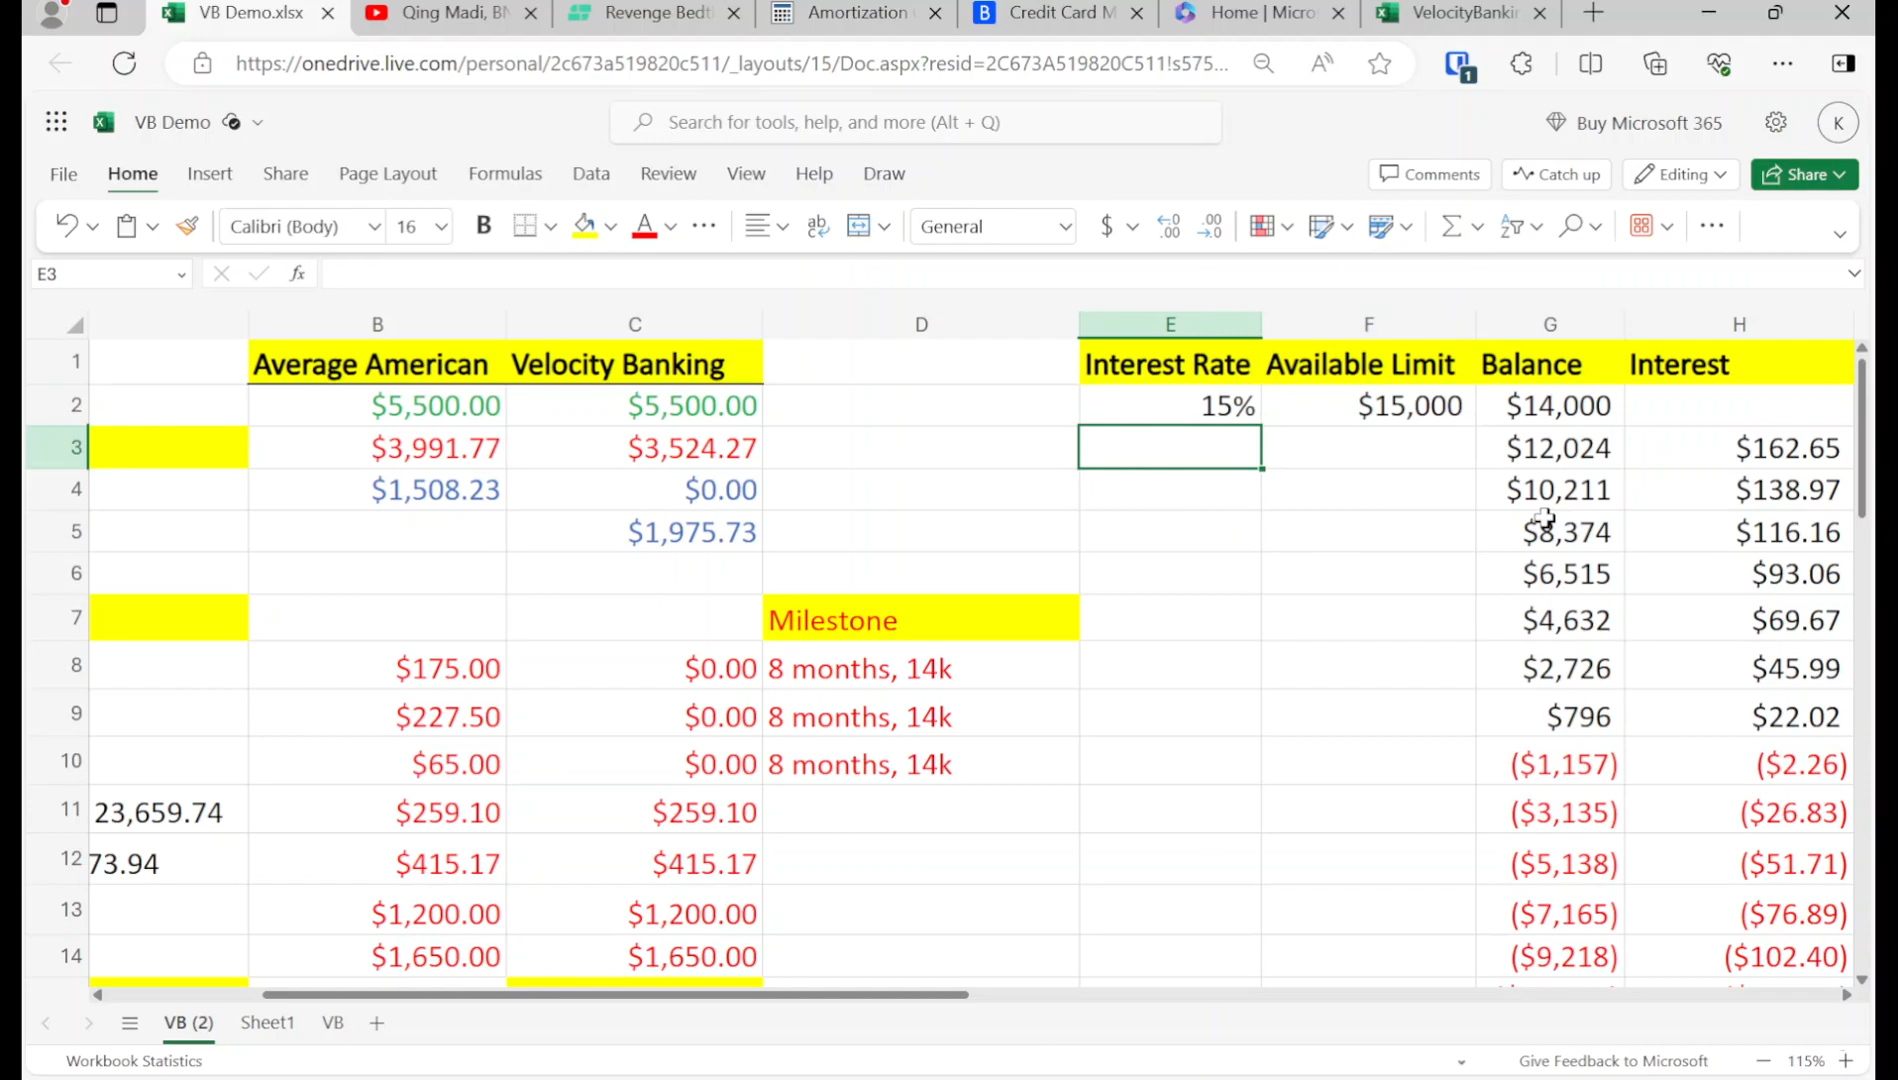 VB Demo.xlsx
Qing Madi, BN
Revenge Bedt
Amortization
Credit Card M
Home | Micro
VelocityBankin
https://onedrive.live.com/personal/2c673a519820c511/_layouts/15/Doc.aspx?resid=2C673A519820C511!s575...
1
VB Demo
Search for tools, help, and more (Alt + Q)
Buy Microsoft 365
K
File Home Insert Share Page Layout Formulas Data Review View Help Draw
Comments Catch up Editing Share
Calibri (Body) 16 B A ... ab General $ .00 .00 ...
E3 fx
B C D E F G H
1 Average American Velocity Banking Interest Rate Available Limit Balance Interest
2 $5,500.00 $5,500.00 15% $15,000 $14,000
3 $3,991.77 $3,524.27 $12,024 $162.65
4 $1,508.23 $0.00 $10,211 $138.97
5 $1,975.73 $8,374 $116.16
6 $6,515 $93.06
7 Milestone $4,632 $69.67
8 $175.00 $0.00 8 months, 14k $2,726 $45.99
9 $227.50 $0.00 8 months, 14k $796 $22.02
10 $65.00 $0.00 8 months, 14k ($1,157) ($2.26)
11 23,659.74 $259.10 $259.10 ($3,135) ($26.83)
12 73.94 $415.17 $415.17 ($5,138) ($51.71)
13 $1,200.00 $1,200.00 ($7,165) ($76.89)
14 $1,650.00 $1,650.00 ($9,218) ($102.40)
VB (2) Sheet1 VB
Workbook Statistics Give Feedback to Microsoft 115%